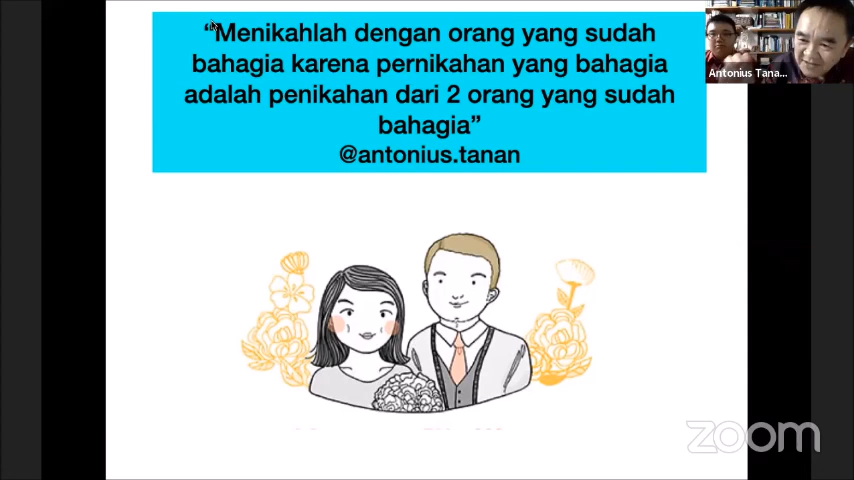 “Menikahlah dengan orang yang sudah
bahagia karena pernikahan yang bahagia
adalah penikahan dari 2 orang yang sudah
bahagia”
@antonius.tanan
Antonius Tana...
zoom